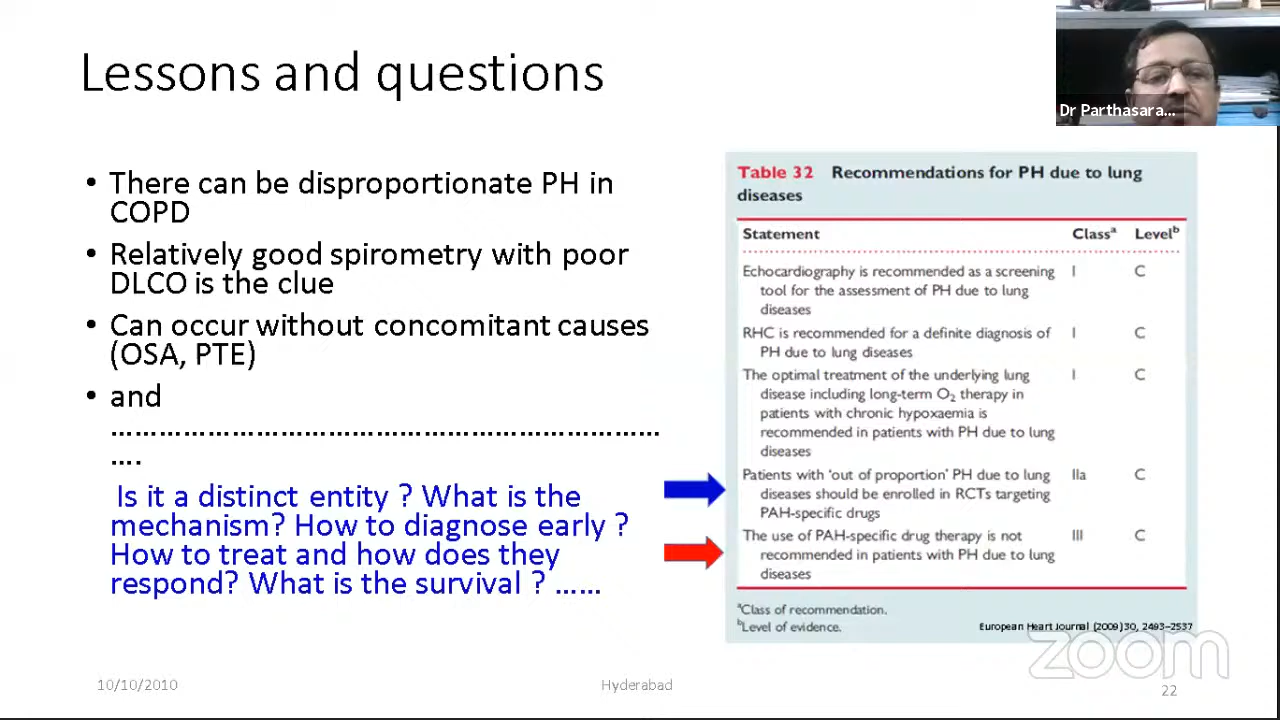 Lessons and questions
Dr Parthasara...
• There can be disproportionate PH in
COPD
• Relatively good spirometry with poor
DLCO is the clue
• Can occur without concomitant causes
(OSA, PTE)
• and
……………………………………………………………
….
Is it a distinct entity ? What is the
mechanism? How to diagnose early ?
How to treat and how does they
respond? What is the survival ? ……
Table 32 Recommendations for PH due to lung
diseases
Statement Classᵃ Levelᵇ
Echocardiography is recommended as a screening I C
tool for the assessment of PH due to lung
diseases
RHC is recommended for a definite diagnosis of I C
PH due to lung diseases
The optimal treatment of the underlying lung I C
disease including long-term O₂ therapy in
patients with chronic hypoxaemia is
recommended in patients with PH due to lung
diseases
Patients with 'out of proportion' PH due to lung IIa C
diseases should be enrolled in RCTs targeting
PAH-specific drugs
The use of PAH-specific drug therapy is not III C
recommended in patients with PH due to lung
diseases
ᵃClass of recommendation.
ᵇLevel of evidence.
European Heart Journal (2009) 30, 2493–2537
zoom
10/10/2010
Hyderabad
22